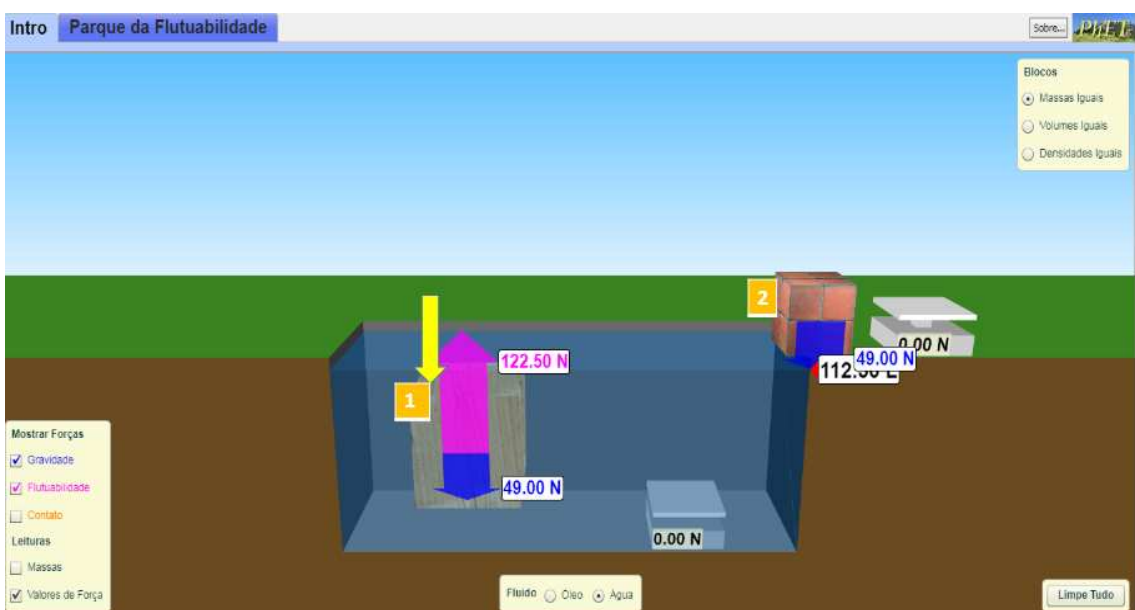 Intro
Parque da Flutuabilidade
Sobre...
PhET
Blocos
Massas Iguais
Volumes Iguais
Densidades Iguais
2
0.00 N
49.00 N
122.50 N
1
49.00 N
0.00 N
Mostrar Forças
Gravidade
Flutuabilidade
Contato
Leituras
Massas
Valores de Força
Fluido
Óleo
Água
Limpe Tudo